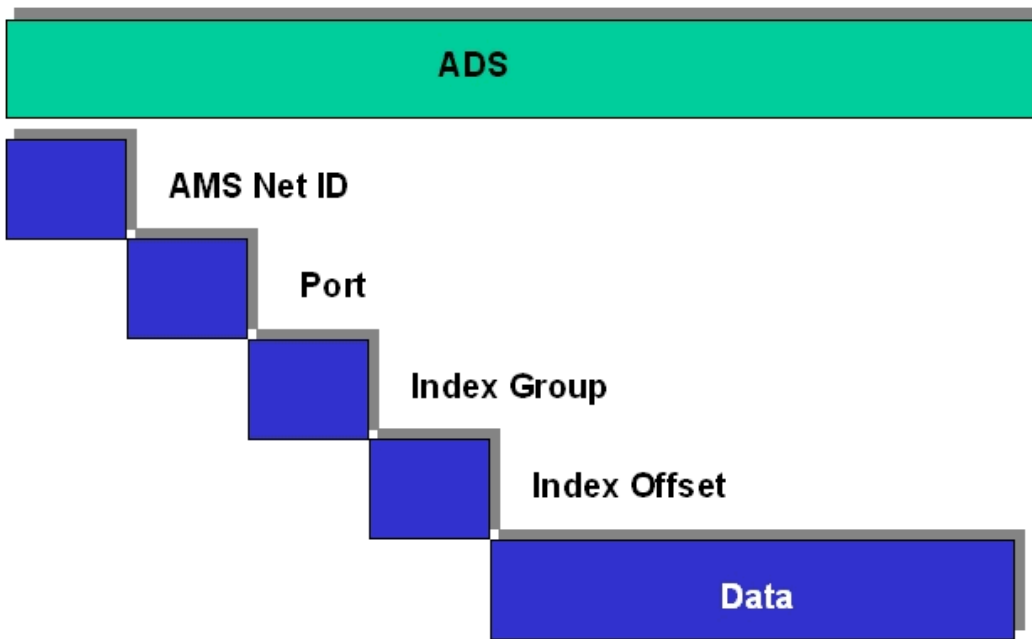 ADS
AMS Net ID
Port
Index Group
Index Offset
Data